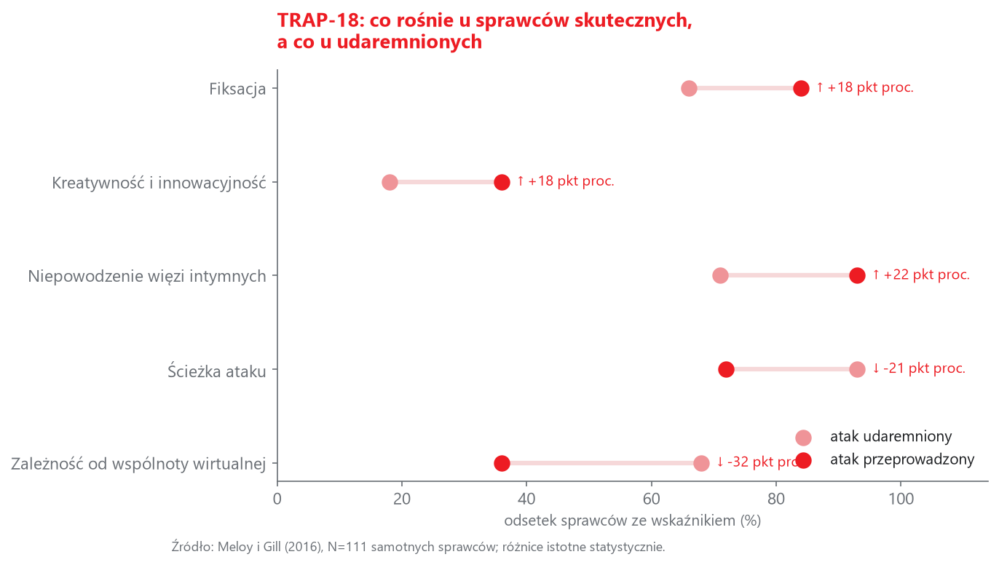 TRAP-18: co rośnie u sprawców skutecznych,
a co u udaremnionych
Fiksacja
↑ +18 pkt proc.
Kreatywność i innowacyjność
↑ +18 pkt proc.
Niepowodzenie więzi intymnych
↑ +22 pkt proc.
Ścieżka ataku
↓ -21 pkt proc.
atak udaremniony
Zależność od wspólnoty wirtualnej
↓ -32 pkt
atak przeprowadzony
0 20 40 60 80 100
odsetek sprawców ze wskaźnikiem (%)
Źródło: Meloy i Gill (2016), N=111 samotnych sprawców; różnice istotne statystycznie.